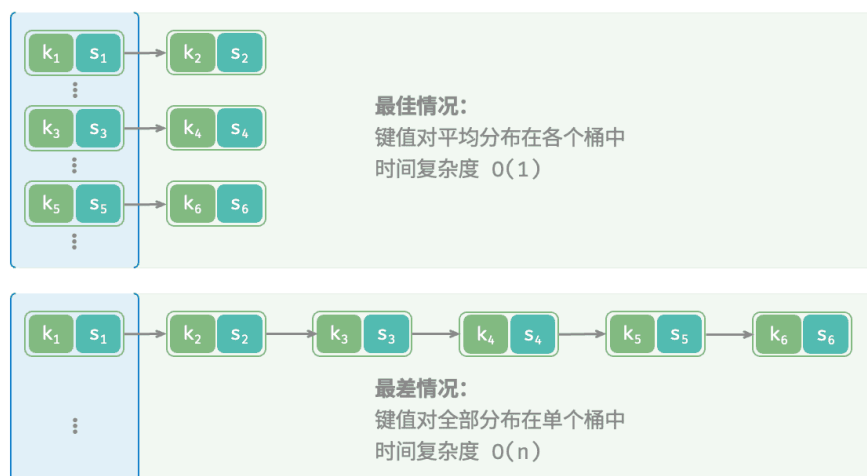 k₁ s₁ k₂ s₂
k₃ s₃ k₄ s₄
最佳情况：
键值对平均分布在各个桶中
时间复杂度 O(1)
k₅ s₅ k₆ s₆
k₁ s₁ k₂ s₂ k₃ s₃ k₄ s₄ k₅ s₅ k₆ s₆
最差情况：
键值对全部分布在单个桶中
时间复杂度 O(n)